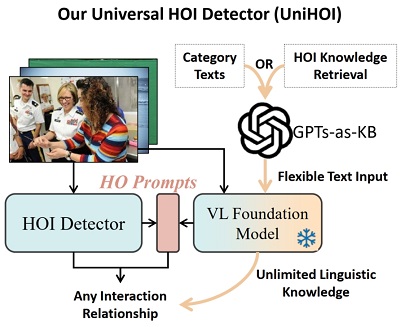 Our Universal HOI Detector (UniHOI)
Category
Texts
OR
HOI Knowledge
Retrieval
GPTs-as-KB
HO Prompts
Flexible Text Input
HOI Detector
VL Foundation
Model
Any Interaction
Relationship
Unlimited Linguistic
Knowledge